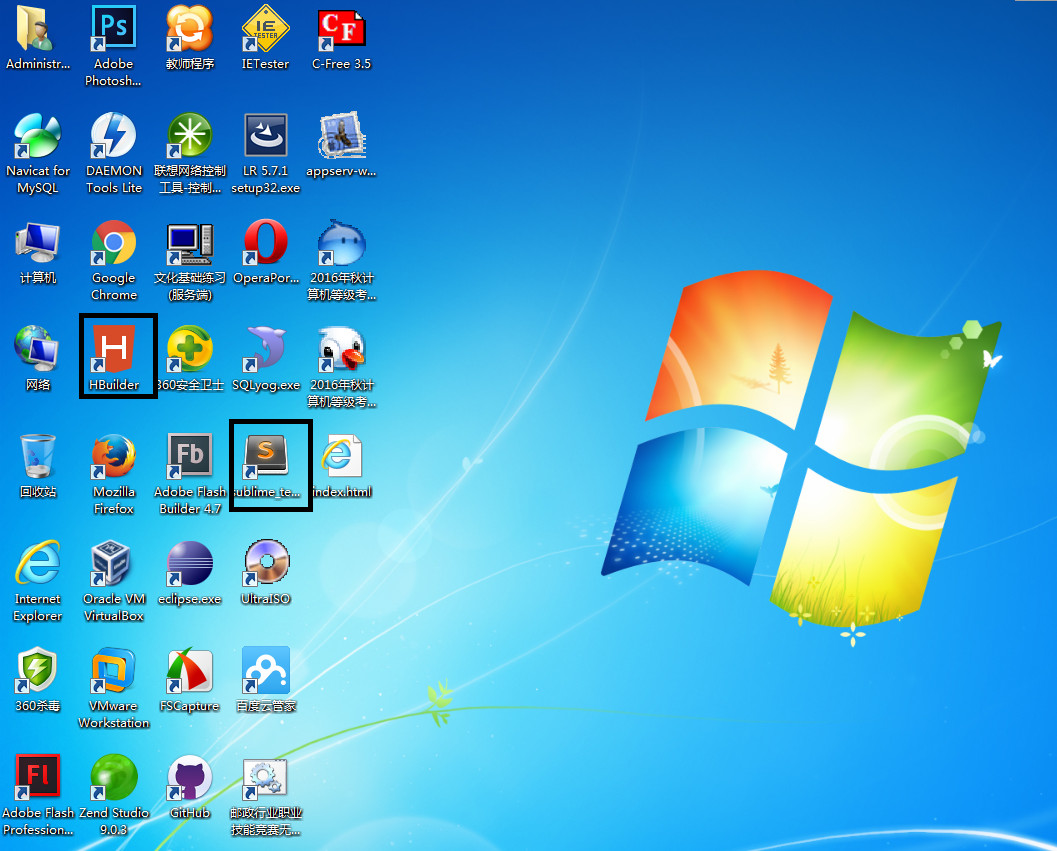 Ps
IE
TESTER
CF
Administr...
Adobe
Photosh...
教师程序
IETester
C-Free 3.5
Navicat for
MySQL
DAEMON
Tools Lite
联想网络控制
工具-控制...
LR 5.7.1
setup32.exe
appserv-w...
计算机
Google
Chrome
文化基础练习
(服务端)
OperaPor...
2016年秋计
算机等级考...
H
网络
HBuilder
360安全卫士
SQLyog.exe
2016年秋计
算机等级考...
Fb
S
回收站
Mozilla
Firefox
Adobe Flash
Builder 4.7
sublime_te...
index.html
Internet
Explorer
Oracle VM
VirtualBox
eclipse.exe
UltraISO
360杀毒
VMware
Workstation
FSCapture
百度云管家
Fl
Adobe Flash
Profession...
Zend Studio
9.0.3
GitHub
邮政行业职业
技能竞赛无...